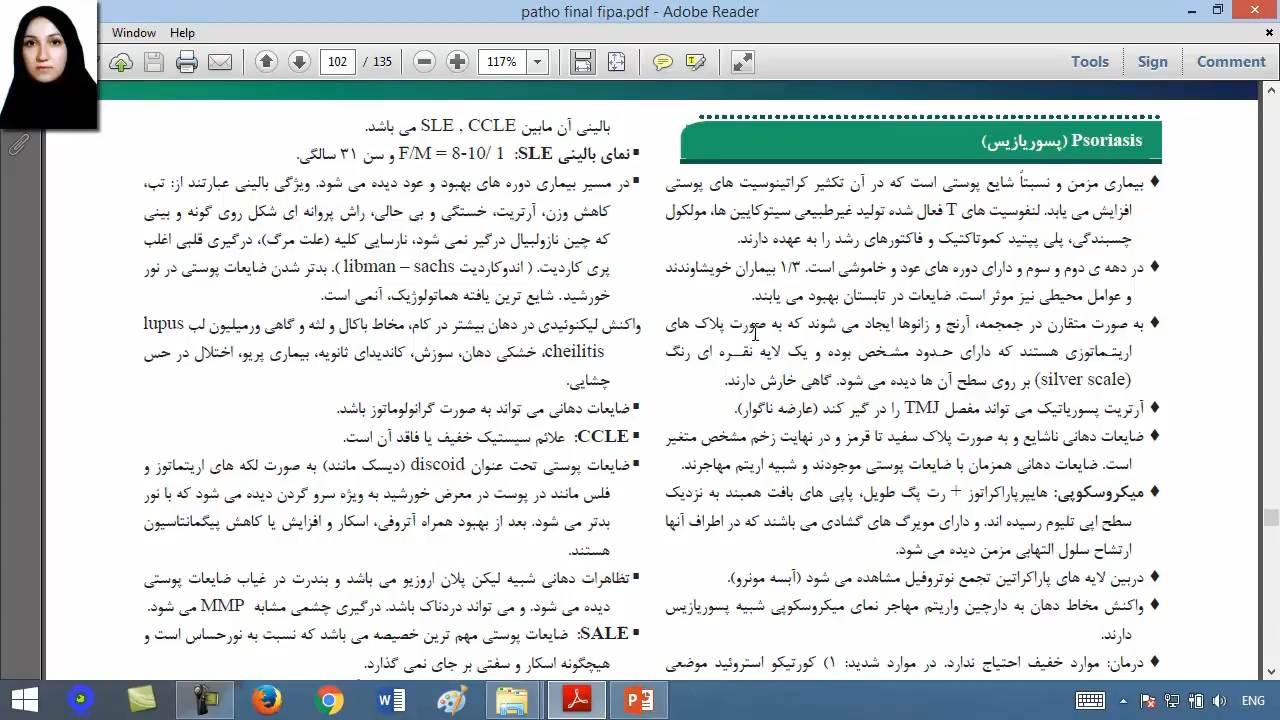 patho final fipa.pdf - Adobe Reader
Window Help
102 / 135 117% Tools Sign Comment
Psoriasis (پسوریازیس)
بیماری مزمن و نسبتاً شایع پوستی است که در آن تکثیر کراتینوسیت های پوستی
افزایش می یابد. لنفوسیت های T فعال شده تولید غیرطبیعی سیتوکایین ها، مولکول
چسبندگی، پلی پپتید کموتاکتیک و فاکتورهای رشد را به عهده دارند.
در دهه ی دوم و سوم و دارای دوره های عود و خاموشی است. ۱/۳ بیماران خویشاوندند
و عوامل محیطی نیز موثر است. ضایعات در تابستان بهبود می یابند.
به صورت متقارن در جمجمه، آرنج و زانوها ایجاد می شوند که به صورت پلاک های
اریتماتوزی هستند که دارای حدود مشخص بوده و یک لایه نقره ای رنگ
(silver scale) بر روی سطح آن ها دیده می شود. گاهی خارش دارند.
آرتریت پسوریاتیک می تواند مفصل TMJ را در گیر کند (عارضه ناگوار).
ضایعات دهانی ناشایع و به صورت پلاک سفید تا قرمز و در نهایت زخم مشخص متغیر
است. ضایعات دهانی همزمان با ضایعات پوستی موجودند و شبیه اریتم مهاجرند.
میکروسکوپی: هایپرپاراکراتوز + رت پگ طویل، پاپی های بافت همبند به نزدیک
سطح اپی تلیوم رسیده اند. و دارای مویرگ های گشادی می باشند که در اطراف آنها
ارتشاح سلول التهابی مزمن دیده می شود.
دربین لایه های پاراکراتین تجمع نوتروفیل مشاهده می شود (آبسه مونرو).
واکنش مخاط دهان به دارچین واریتم مهاجر نمای میکروسکوپی شبیه پسوریازیس
دارند.
درمان: موارد خفیف احتیاج ندارد. در موارد شدید: ۱) کورتیکو استروئید موضعی
بالینی آن مابین SLE , CCLE می باشد.
نمای بالینی SLE: F/M = 8-10/ 1 و سن ۳۱ سالگی.
در مسیر بیماری دوره های بهبود و عود دیده می شود. ویژگی بالینی عبارتند از: تب،
کاهش وزن، آرتریت، خستگی و بی حالی، راش پروانه ای شکل روی گونه و بینی
که چین نازولبیال درگیر نمی شود، نارسایی کلیه (علت مرگ)، درگیری قلبی اغلب
پری کاردیت. ( اندوکاردیت libman – sachs ). بدتر شدن ضایعات پوستی در نور
خورشید. شایع ترین یافته هماتولوژیک، آنمی است.
واکنش لیکنوئیدی در دهان بیشتر در کام، مخاط باکال و لثه و گاهی ورمیلیون لب lupus
cheilitis، خشکی دهان، سوزش، کاندیدای ثانویه، بیماری پریو، اختلال در حس
چشایی.
ضایعات دهانی می تواند به صورت گرانولوماتوز باشد.
CCLE: علائم سیستیک خفیف یا فاقد آن است.
ضایعات پوستی تحت عنوان discoid (دیسک مانند) به صورت لکه های اریتماتوز و
فلس مانند در پوست در معرض خورشید به ویژه سرو گردن دیده می شود که با نور
بدتر می شود. بعد از بهبود همراه آتروفی، اسکار و افزایش یا کاهش پیگمانتاسیون
هستند.
تظاهرات دهانی شبیه لیکن پلان اروزیو می باشد و بندرت در غیاب ضایعات پوستی
دیده می شود. و می تواند دردناک باشد. درگیری چشمی مشابه MMP می شود.
SALE: ضایعات پوستی مهم ترین خصیصه می باشد که نسبت به نورحساس است و
هیچگونه اسکار و سفتی بر جای نمی گذارد.
ENG